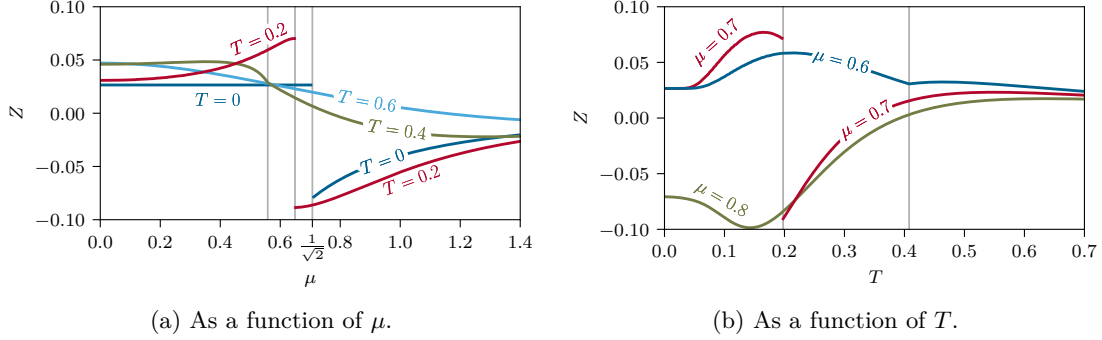 0.10
0.05
0.00
−0.05
−0.10
Z
T = 0.2
T = 0
T = 0.6
T = 0.4
T = 0
T = 0.2
0.0 0.2 0.4 0.6 1/√2 0.8 1.0 1.2 1.4
μ
(a) As a function of μ.
0.10
0.05
0.00
−0.05
−0.10
Z
μ = 0.7
μ = 0.6
μ = 0.7
μ = 0.8
0.0 0.1 0.2 0.3 0.4 0.5 0.6 0.7
T
(b) As a function of T.